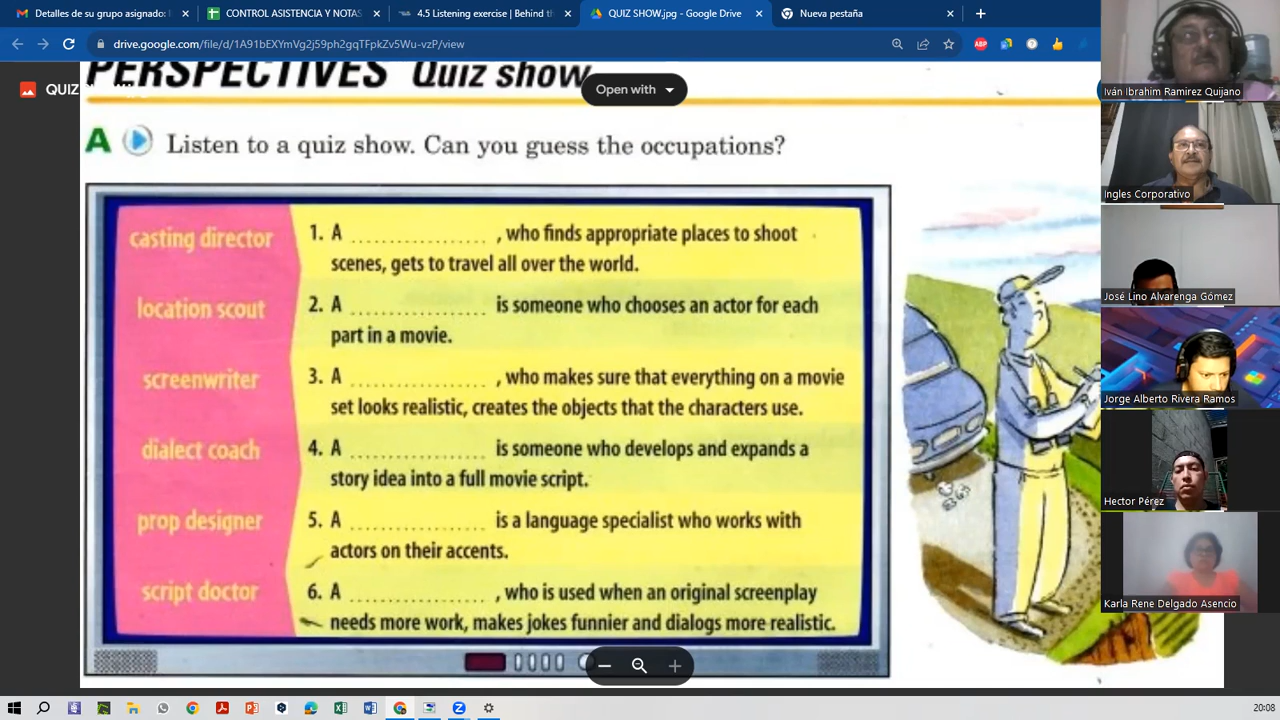 Detalles de su grupo asignado:
CONTROL ASISTENCIA Y NOTAS
4.5 Listening exercise | Behind th
QUIZ SHOW.jpg - Google Drive
Nueva pestaña
drive.google.com/file/d/1A91bEXYmVg2j59ph2gqTFpkZv5Wu-vzP/view
ABP
PERSPECTIVES Quiz show
QUIZ
Open with
A Listen to a quiz show. Can you guess the occupations?
casting director
location scout
screenwriter
dialect coach
prop designer
script doctor
1. A ................. , who finds appropriate places to shoot
scenes, gets to travel all over the world.
2. A ................. is someone who chooses an actor for each
part in a movie.
3. A ................. , who makes sure that everything on a movie
set looks realistic, creates the objects that the characters use.
4. A ................. is someone who develops and expands a
story idea into a full movie script.
5. A ................. is a language specialist who works with
actors on their accents.
6. A ................. , who is used when an original screenplay
needs more work, makes jokes funnier and dialogs more realistic.
Iván Ibrahim Ramírez Quijano
Ingles Corporativo
José Lino Alvarenga Gómez
Jorge Alberto Rivera Ramos
Hector Pérez
Karla Rene Delgado Asencio
20:08